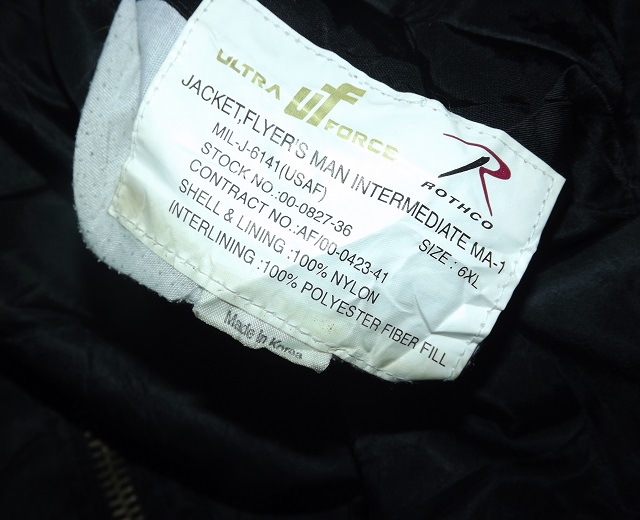 ULTRA UF FORCE
ROTHCO
JACKET,FLYER'S MAN INTERMEDIATE MA-1
MIL-J-6141(USAF)
SIZE : 6XL
STOCK NO.:00-0827-36
CONTRACT NO.:AF/00-0423-41
SHELL & LINING :100% NYLON
INTERLINING :100% POLYESTER FIBER FILL
Made in Korea